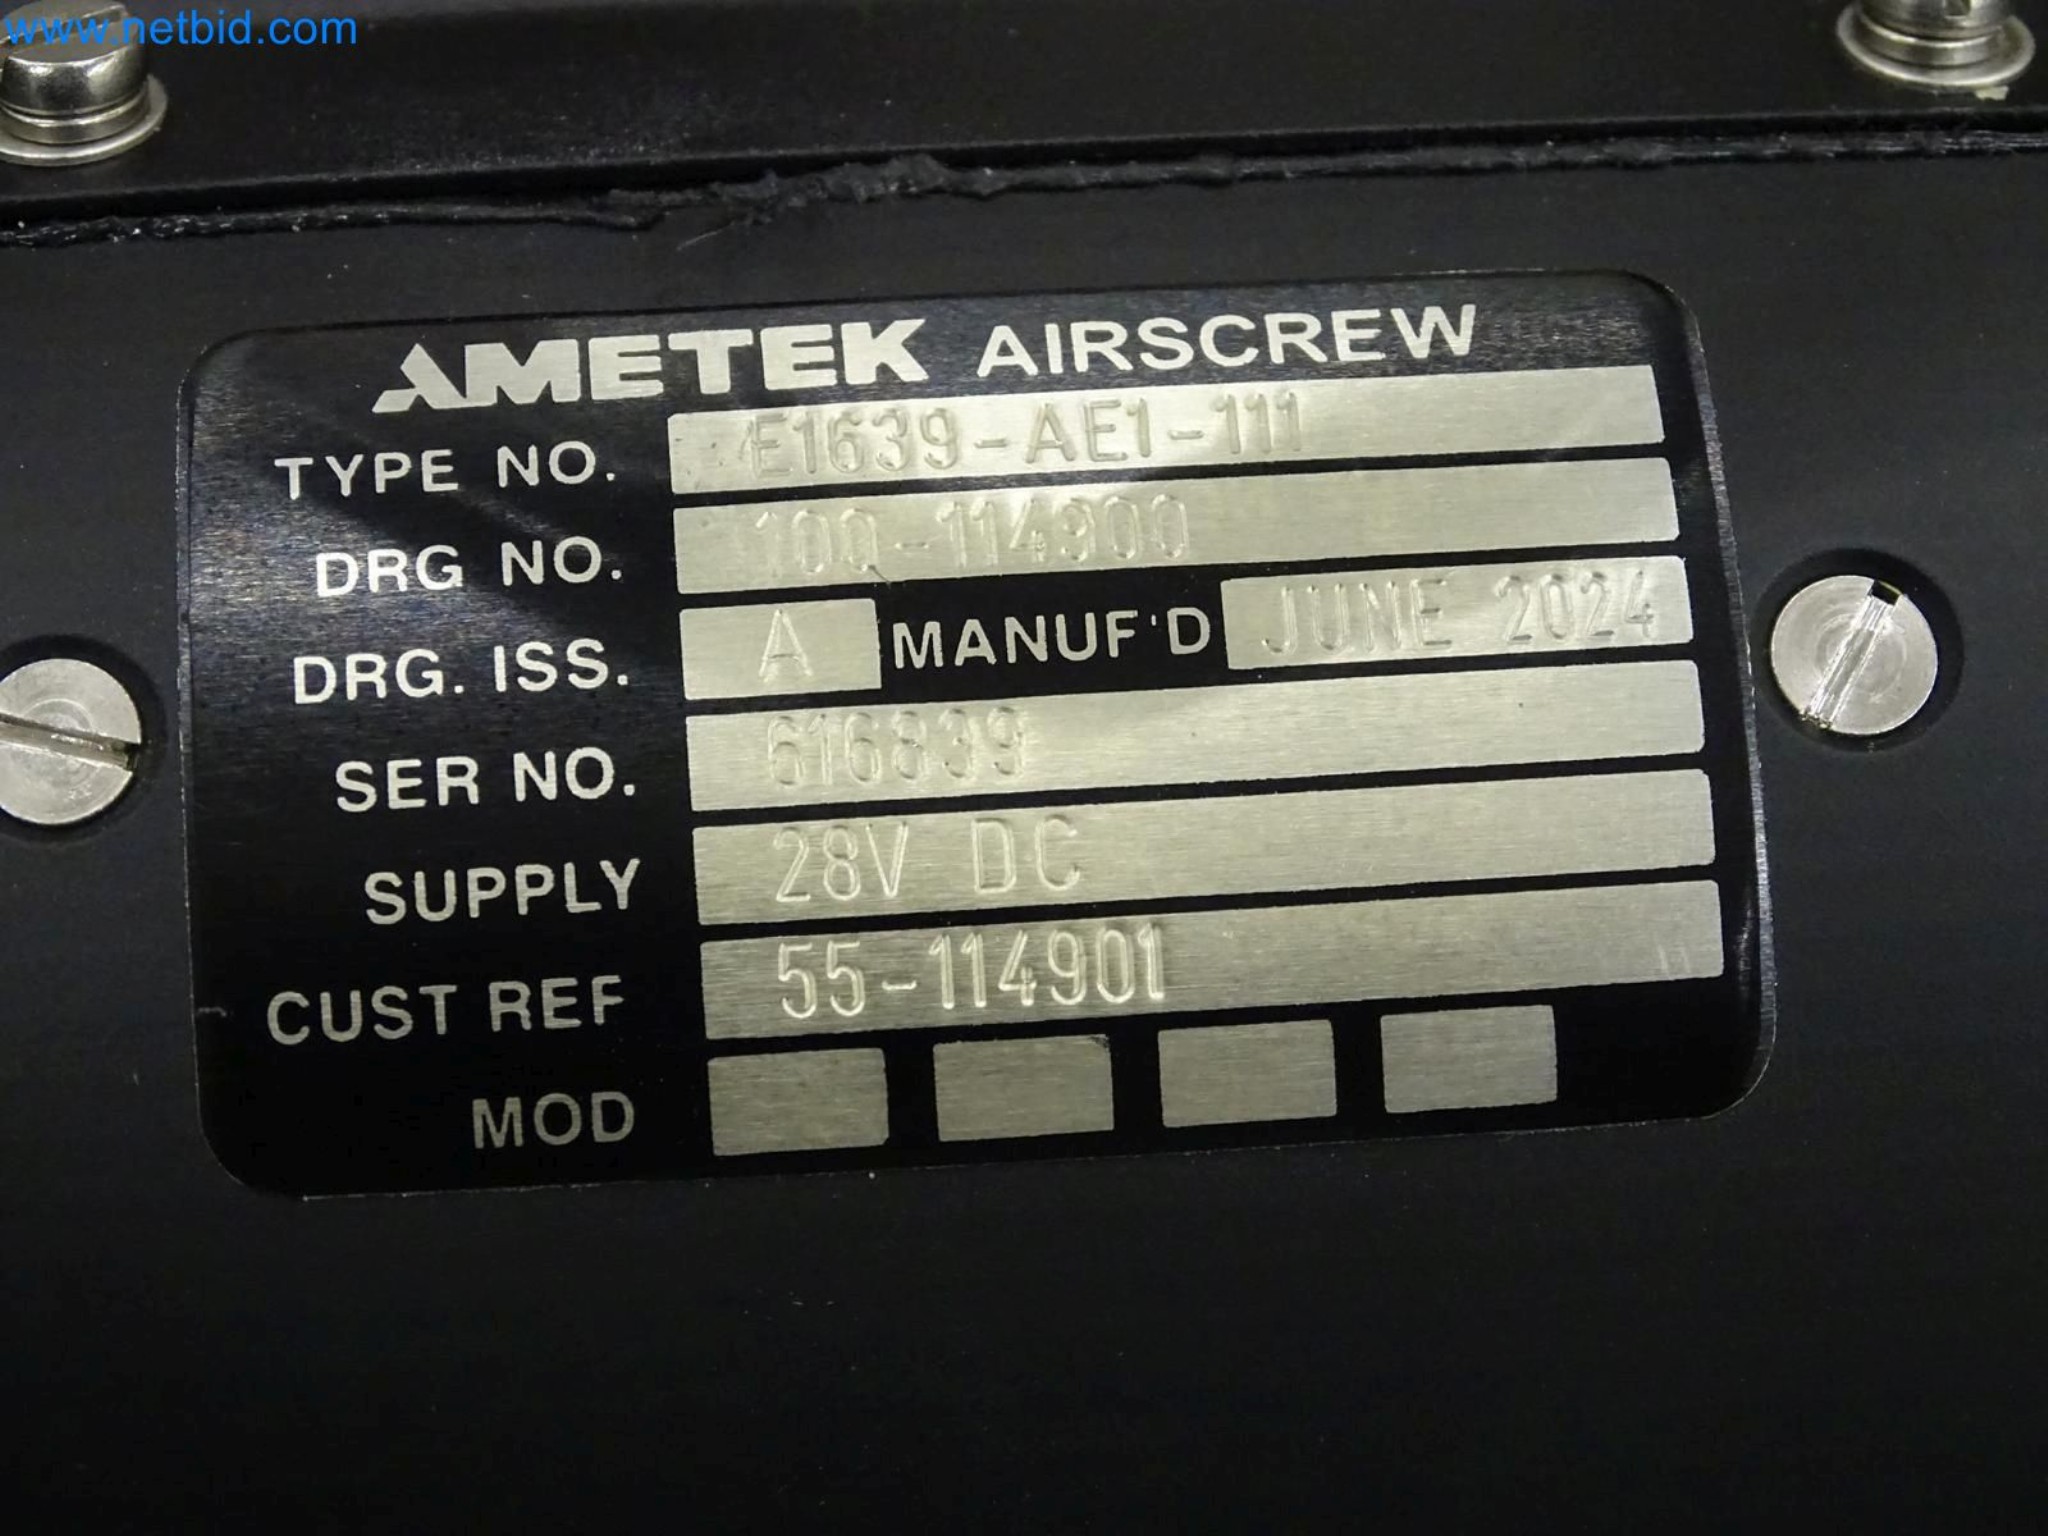 www.netbid.com
AMETEK AIRSCREW
TYPE NO. E1639-AE1-111
DRG NO. 100-114900
DRG. ISS. A MANUF'D JUNE 2024
SER NO. 616839
SUPPLY 28V DC
CUST REF 55-114901
MOD